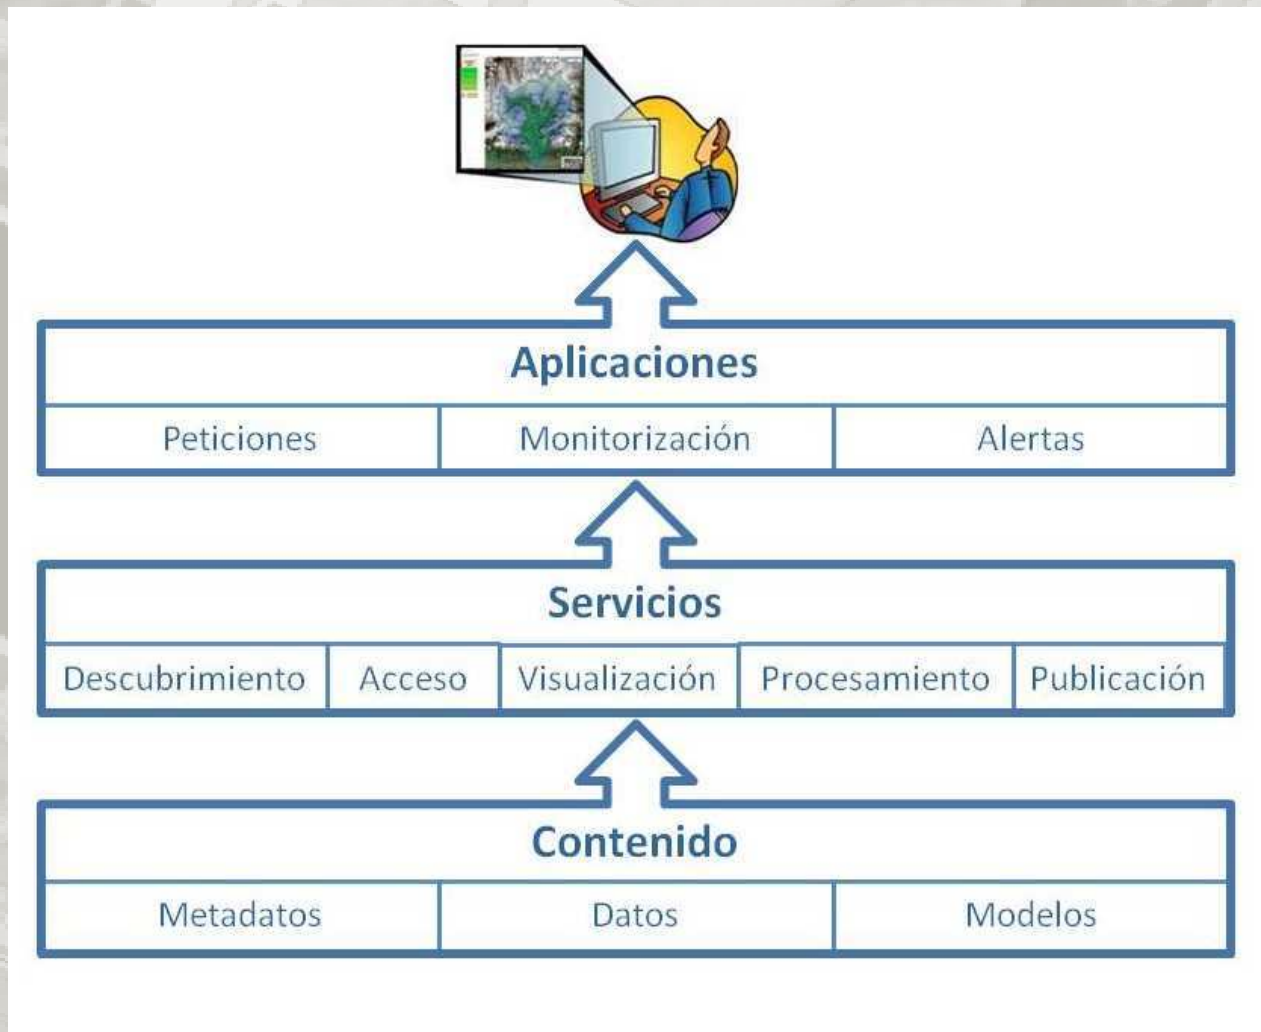 Aplicaciones
Peticiones Monitorización Alertas
Servicios
Descubrimiento Acceso Visualización Procesamiento Publicación
Contenido
Metadatos Datos Modelos